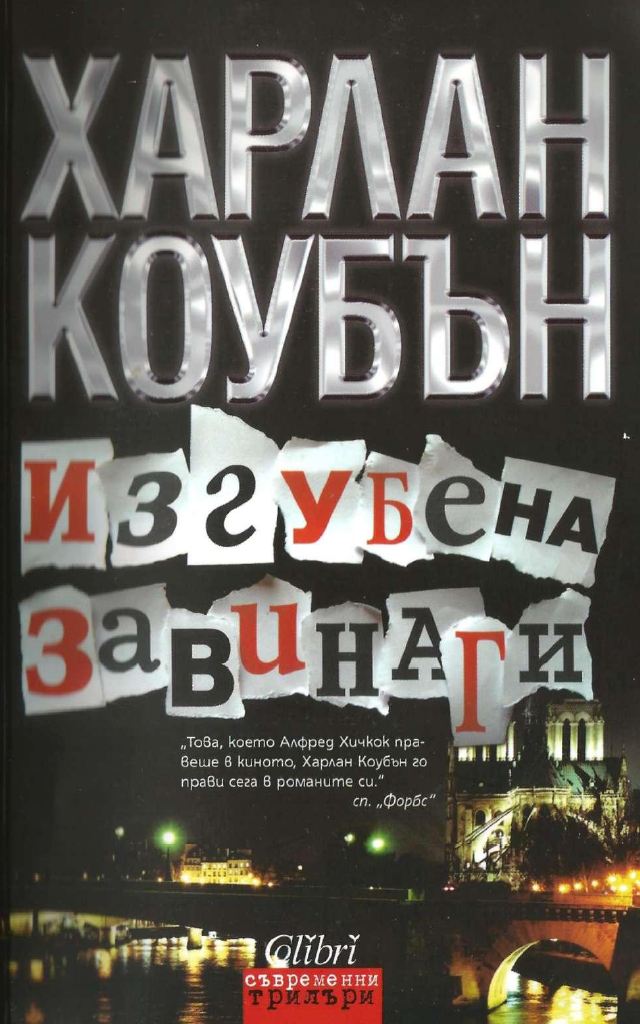 ХАРЛАН
КОУБЪН
ИЗГУБЕНА
ЗАВИНАГИ
„Това, което Алфред Хичкок пра-
веше в киното, Харлан Коубън го
прави сега в романите си.“
сп. „Форбс“
Colibri
съвременни
трилъри